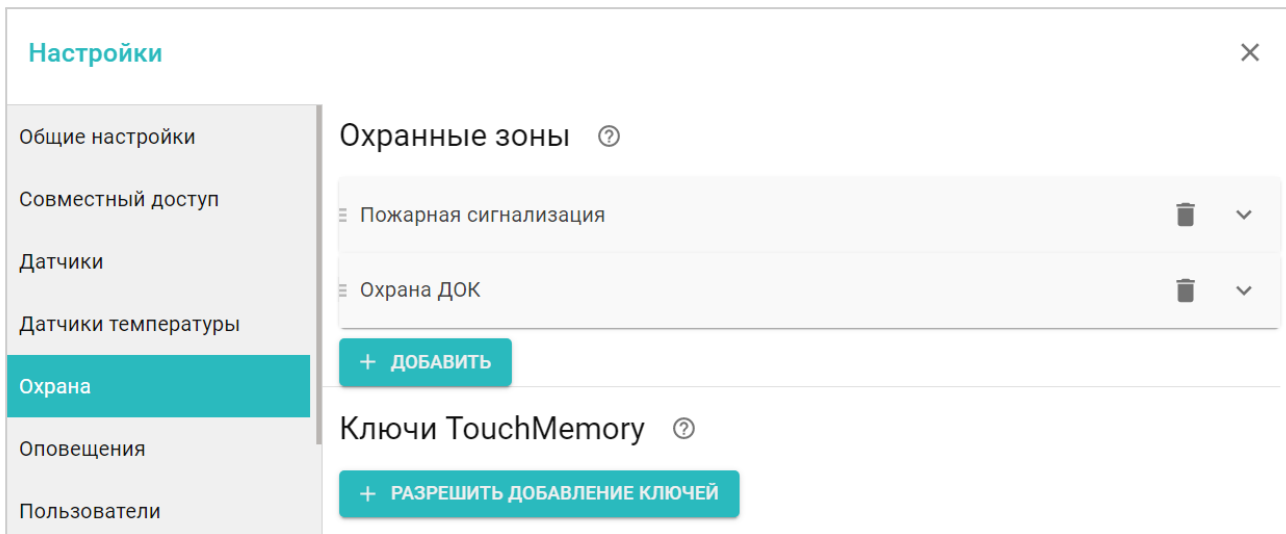 Настройки
Общие настройки
Совместный доступ
Датчики
Датчики температуры
Охрана
Оповещения
Пользователи
Охранные зоны
Пожарная сигнализация
Охрана ДОК
+ ДОБАВИТЬ
Ключи TouchMemory
+ РАЗРЕШИТЬ ДОБАВЛЕНИЕ КЛЮЧЕЙ